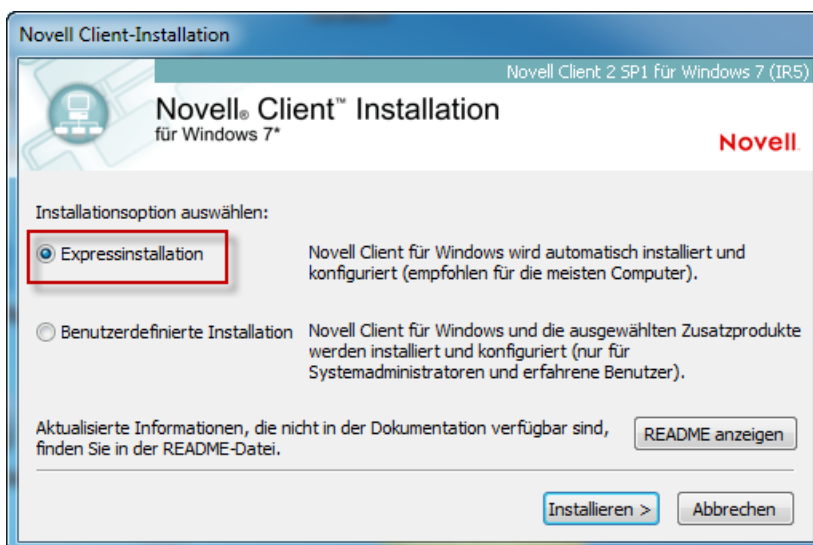 Novell Client-Installation
Novell Client 2 SP1 für Windows 7 (IR5)
Novell® Client™ Installation
für Windows 7*
Novell.
Installationsoption auswählen:
Expressinstallation
Novell Client für Windows wird automatisch installiert und
konfiguriert (empfohlen für die meisten Computer).
Benutzerdefinierte Installation
Novell Client für Windows und die ausgewählten Zusatzprodukte
werden installiert und konfiguriert (nur für
Systemadministratoren und erfahrene Benutzer).
Aktualisierte Informationen, die nicht in der Dokumentation verfügbar sind,
finden Sie in der README-Datei.
README anzeigen
Installieren >
Abbrechen